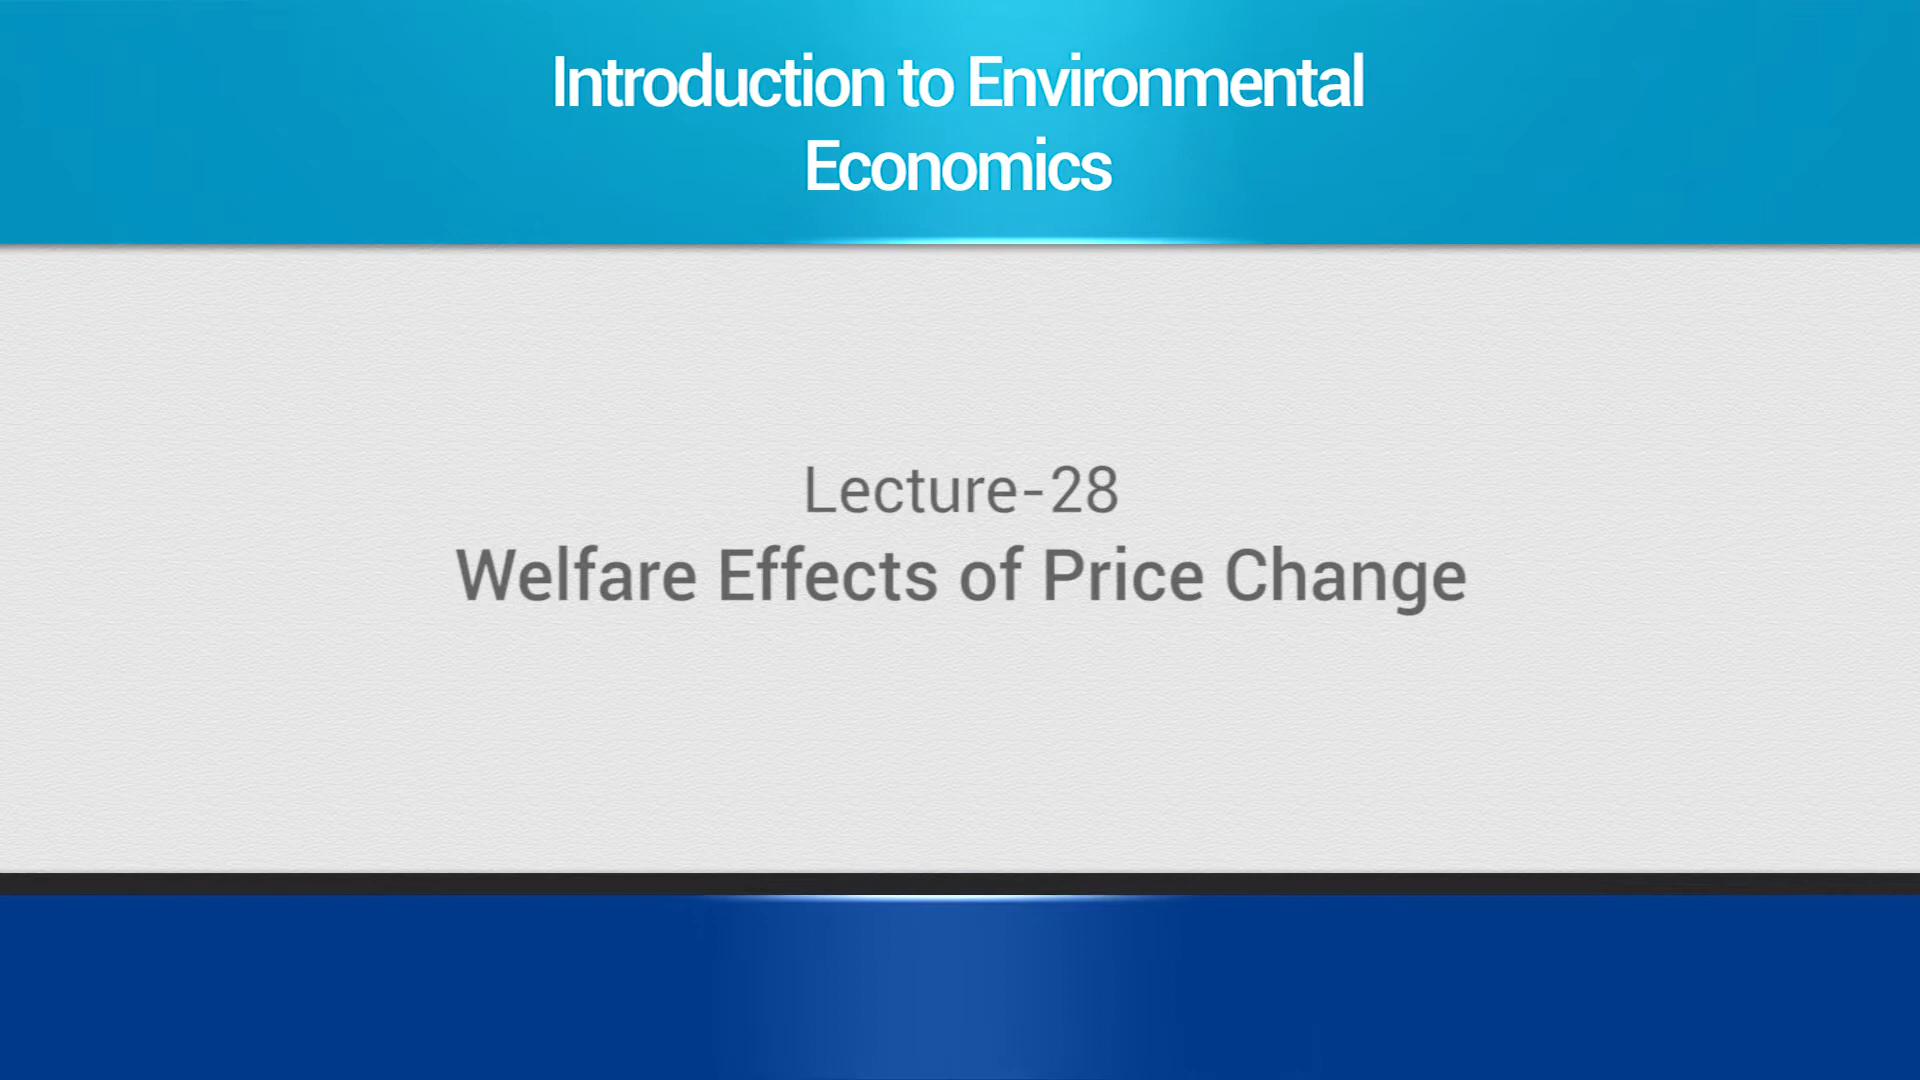 Introduction to Environmental
Economics
Lecture-28
Welfare Effects of Price Change